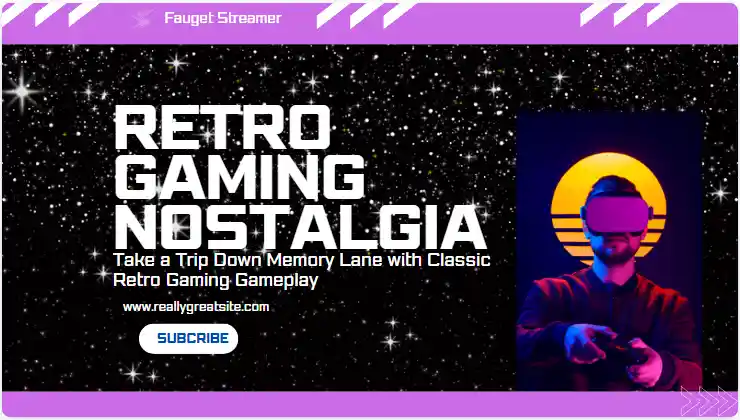 Fauget Streamer
RETRO
GAMING
NOSTALGIA
Take a Trip Down Memory Lane with Classic
Retro Gaming Gameplay
www.reallygreatsite.com
SUBCRIBE